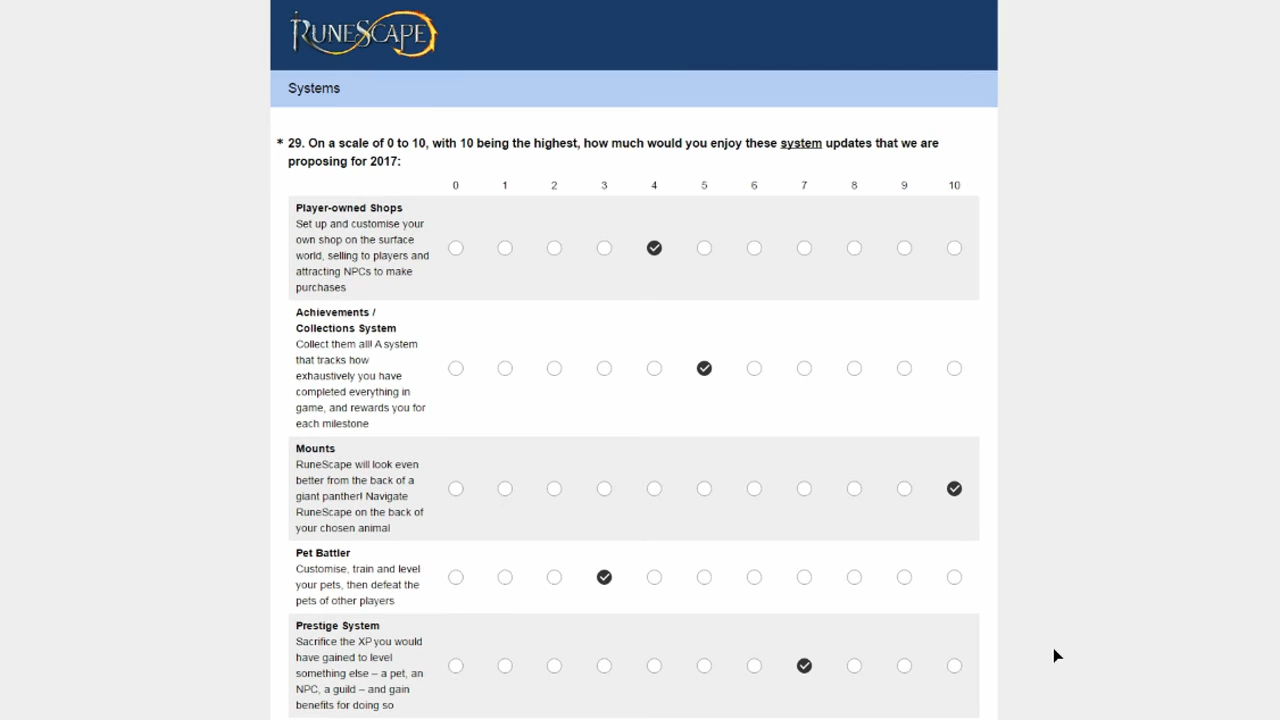 RUNESCAPE
Systems
* 29. On a scale of 0 to 10, with 10 being the highest, how much would you enjoy these system updates that we are
proposing for 2017:
0 1 2 3 4 5 6 7 8 9 10
Player-owned Shops
Set up and customise your
own shop on the surface
world, selling to players and
attracting NPCs to make
purchases
Achievements /
Collections System
Collect them all! A system
that tracks how
exhaustively you have
completed everything in
game, and rewards you for
each milestone
Mounts
RuneScape will look even
better from the back of a
giant panther! Navigate
RuneScape on the back of
your chosen animal
Pet Battler
Customise, train and level
your pets, then defeat the
pets of other players
Prestige System
Sacrifice the XP you would
have gained to level
something else – a pet, an
NPC, a guild – and gain
benefits for doing so